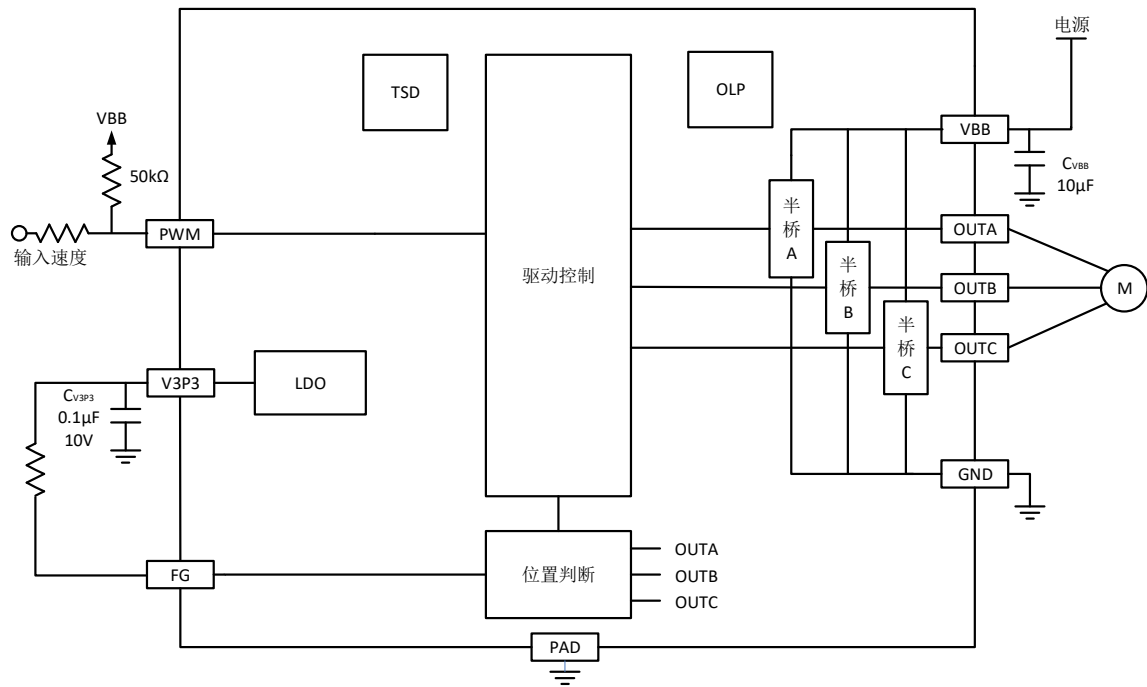 电源
TSD
OLP
VBB
VBB
50kΩ
CVBB
10µF
半
桥
A
PWM
OUTA
输入速度
驱动控制
半
桥
B
OUTB
M
半
桥
C
OUTC
V3P3
LDO
CV3P3
0.1µF
10V
GND
OUTA
FG
位置判断
OUTB
OUTC
PAD